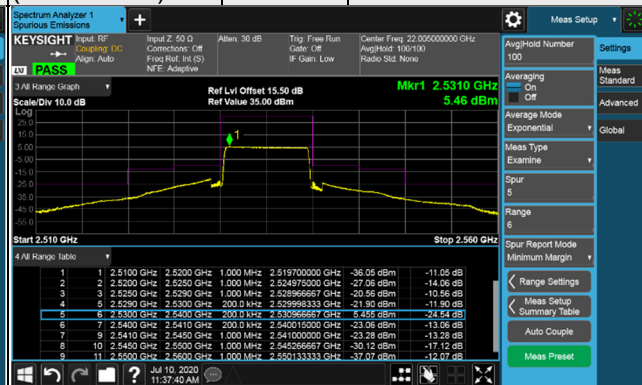 Spectrum Analyzer 1
Spurious Emissions
Meas Setup
KEYSIGHT
Input: RF
Coupling: DC
Align: Auto
Input Z: 50 Ω
Corrections: Off
Freq Ref: Int (S)
NFE: Adaptive
Atten: 30 dB
Trig: Free Run
Gate: Off
IF Gain: Low
Center Freq: 22.005000000 GHz
Avg|Hold: 100/100
Radio Std: None
LXI
PASS
3 All Range Graph
Ref Lvl Offset 15.50 dB
Mkr1 2.5310 GHz
Scale/Div 10.0 dB
Ref Value 35.00 dBm
5.46 dBm
Log
25.0
15.0
5.00
-5.00
-15.0
-25.0
-35.0
-45.0
-55.0
1
Start 2.510 GHz
Stop 2.560 GHz
4 All Range Table
1 1 2.5100 GHz 2.5200 GHz 1.000 MHz 2.519700000 GHz -36.05 dBm -11.05 dB
2 2 2.5200 GHz 2.5250 GHz 1.000 MHz 2.524975000 GHz -27.06 dBm -14.06 dB
3 3 2.5250 GHz 2.5290 GHz 1.000 MHz 2.528966667 GHz -20.56 dBm -10.56 dB
4 5 2.5290 GHz 2.5300 GHz 200.0 kHz 2.529998333 GHz -21.90 dBm -11.90 dB
5 6 2.5300 GHz 2.5400 GHz 200.0 kHz 2.530966667 GHz 5.455 dBm -24.54 dB
6 7 2.5400 GHz 2.5410 GHz 200.0 kHz 2.540015000 GHz -23.06 dBm -13.06 dB
7 9 2.5410 GHz 2.5450 GHz 1.000 MHz 2.541000000 GHz -23.28 dBm -13.28 dB
8 10 2.5450 GHz 2.5500 GHz 1.000 MHz 2.545266667 GHz -30.12 dBm -17.12 dB
9 11 2.5500 GHz 2.5600 GHz 1.000 MHz 2.550133333 GHz -37.07 dBm -12.07 dB
Jul 10, 2020
11:37:40 AM
Avg|Hold Number
100
Averaging
On
Off
Average Mode
Exponential
Meas Type
Examine
Spur
5
Range
6
Spur Report Mode
Minimum Margin
Range Settings
Meas Setup
Summary Table
Auto Couple
Meas Preset
Settings
Meas
Standard
Advanced
Global